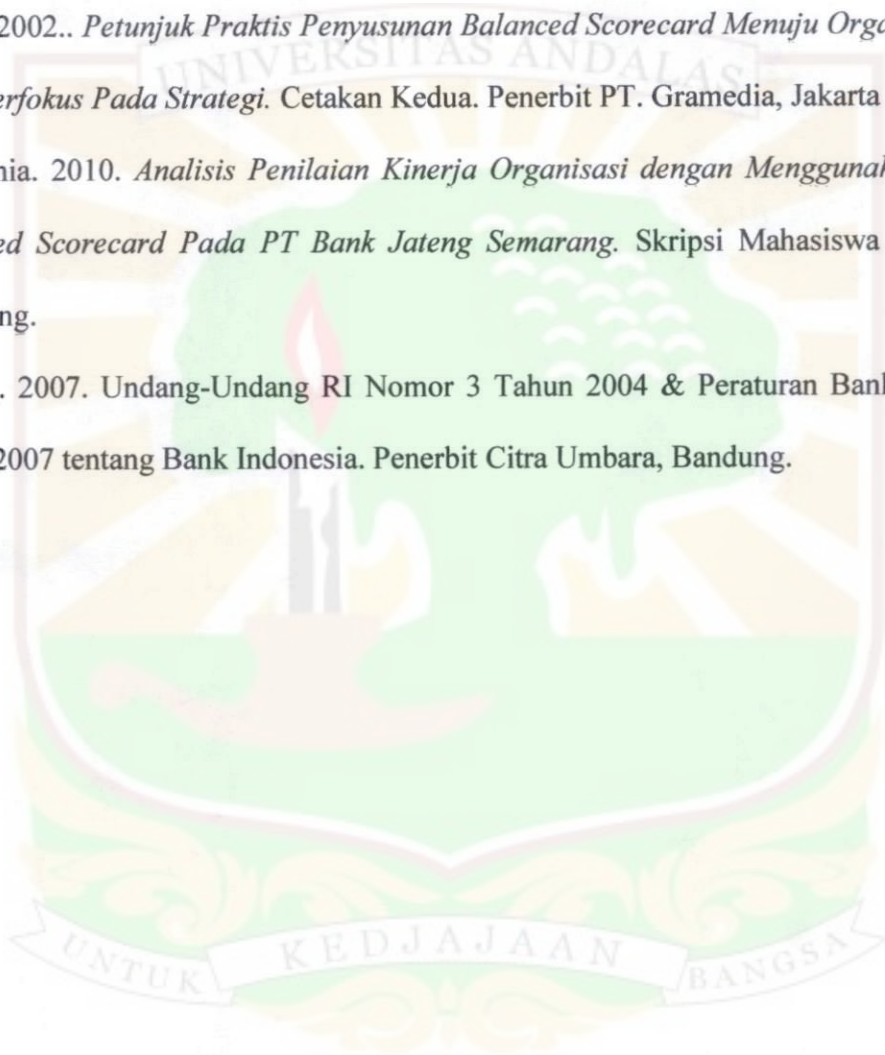 2002.. Petunjuk Praktis Penyusunan Balanced Scorecard Menuju Orga
UNIVERSITAS ANDALAS
erfokus Pada Strategi. Cetakan Kedua. Penerbit PT. Gramedia, Jakarta
nia. 2010. Analisis Penilaian Kinerja Organisasi dengan Menggunak
ed Scorecard Pada PT Bank Jateng Semarang. Skripsi Mahasiswa
ng.
. 2007. Undang-Undang RI Nomor 3 Tahun 2004 & Peraturan Bank
2007 tentang Bank Indonesia. Penerbit Citra Umbara, Bandung.
UNTUK KEDJAJAAN BANGSA